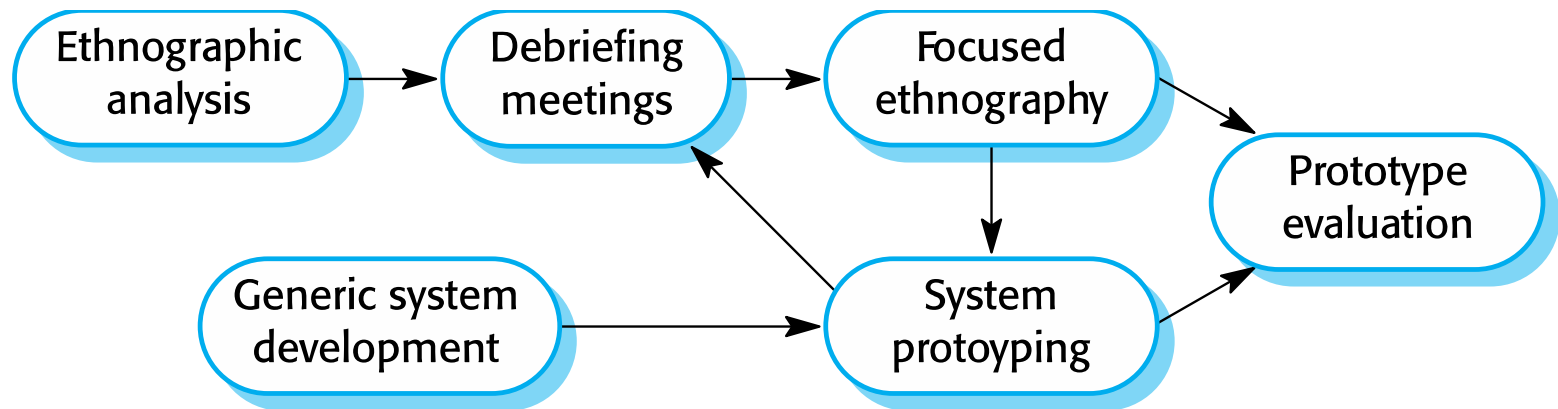 Ethnographic
analysis
Debriefing
meetings
Focused
ethnography
Prototype
evaluation
Generic system
development
System
protoyping